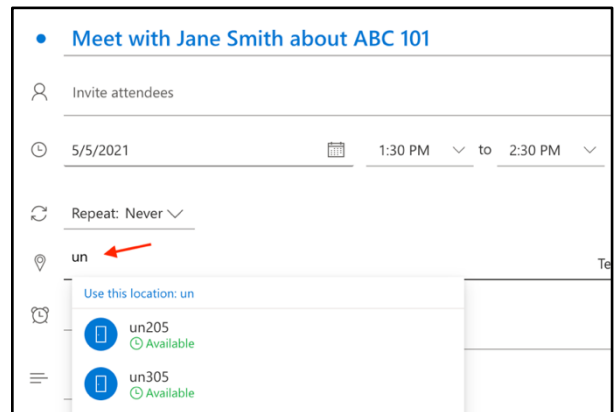 Meet with Jane Smith about ABC 101
Invite attendees
5/5/2021 1:30 PM to 2:30 PM
Repeat: Never
un
Te
Use this location: un
un205
Available
un305
Available